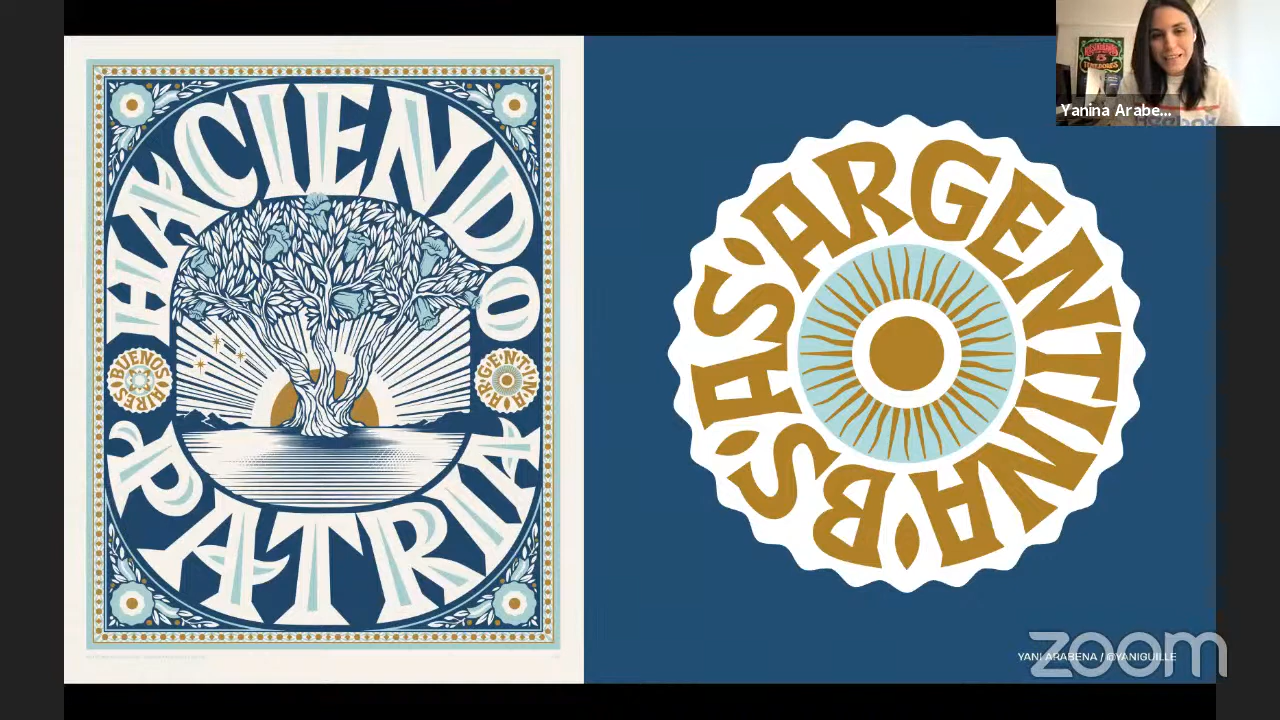 HACIENDO
BUENOS
AIRES
ARGENTINA
PATRIA
ARGENTINA
BS
AS
Yanina Arabe...
YANI ARABENA / @YANIGUILLE
zoom